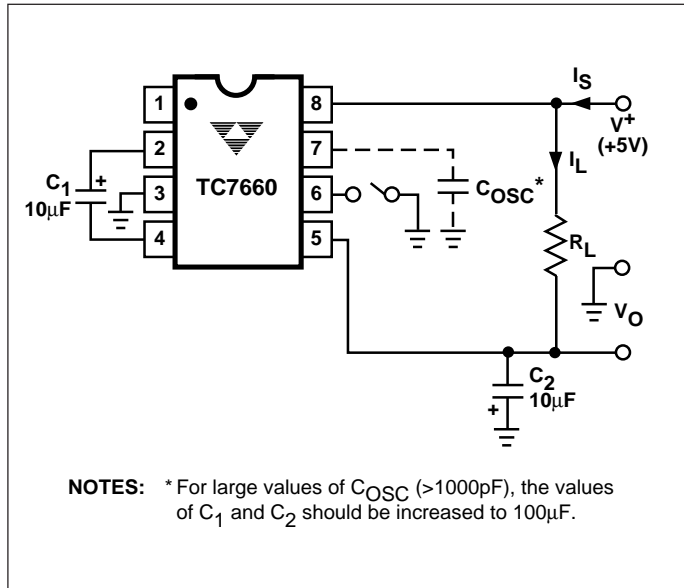 1
2
3
4
TC7660
8
7
6
5
C1
+
10µF
COSC*
IS
V+
(+5V)
IL
RL
VO
C2
+
10µF
NOTES: * For large values of COSC (>1000pF), the values
of C1 and C2 should be increased to 100µF.